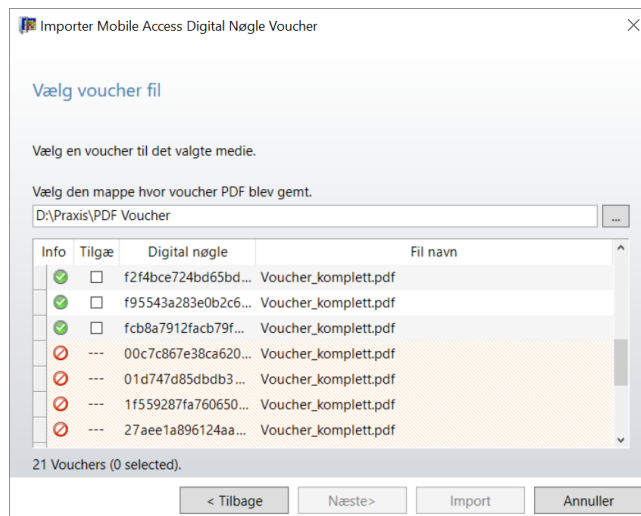 Importer Mobile Access Digital Nøgle Voucher
Vælg voucher fil
Vælg en voucher til det valgte medie.
Vælg den mappe hvor voucher PDF blev gemt.
D:\Praxis\PDF Voucher ...
Info Tilgæ Digital nøgle Fil navn
f2f4bce724bd65bd... Voucher_komplett.pdf
f95543a283e0b2c6... Voucher_komplett.pdf
fcb8a7912facb79f... Voucher_komplett.pdf
--- 00c7c867e38ca620... Voucher_komplett.pdf
--- 01d747d85dbdb3... Voucher_komplett.pdf
--- 1f559287fa760650... Voucher_komplett.pdf
--- 27aee1a896124aa... Voucher_komplett.pdf
21 Vouchers (0 selected).
< Tilbage Næste> Import Annuller